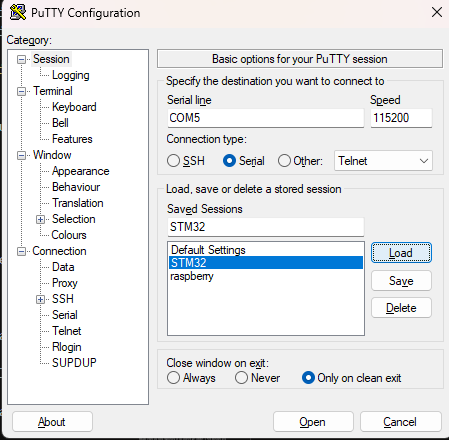 PuTTY Configuration
Category:
Session
Logging
Terminal
Keyboard
Bell
Features
Window
Appearance
Behaviour
Translation
Selection
Colours
Connection
Data
Proxy
SSH
Serial
Telnet
Rlogin
SUPDUP
Basic options for your PuTTY session
Specify the destination you want to connect to
Serial line Speed
COM5 115200
Connection type:
SSH Serial Other: Telnet
Load, save or delete a stored session
Saved Sessions
STM32
Default Settings
STM32
raspberry
Load
Save
Delete
Close window on exit:
Always Never Only on clean exit
About Open Cancel